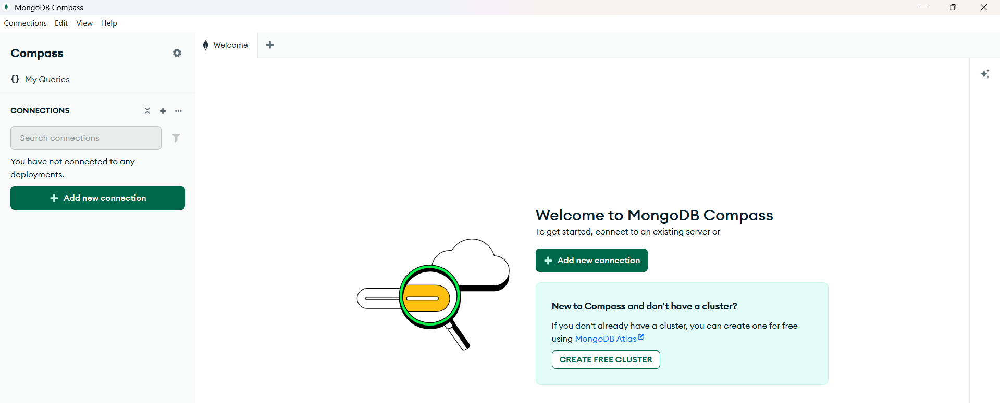 MongoDB Compass
Connections Edit View Help
Compass
My Queries
CONNECTIONS
Search connections
You have not connected to any
deployments.
Add new connection
Welcome
Welcome to MongoDB Compass
To get started, connect to an existing server or
Add new connection
New to Compass and don't have a cluster?
If you don't already have a cluster, you can create one for free
using MongoDB Atlas
CREATE FREE CLUSTER